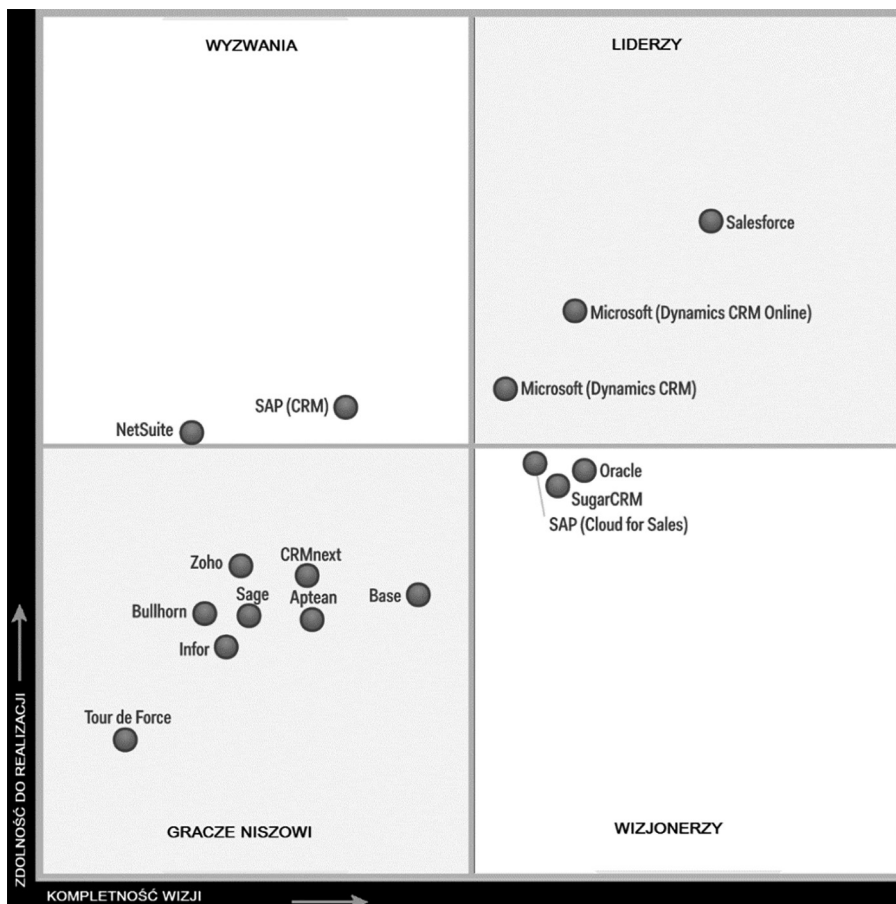 WYZWANIA
LIDERZY
Salesforce
Microsoft (Dynamics CRM Online)
Microsoft (Dynamics CRM)
SAP (CRM)
NetSuite
Oracle
SugarCRM
SAP (Cloud for Sales)
Zoho
CRMnext
Sage
Aptean
Base
Bullhorn
Infor
Tour de Force
GRACZE NISZOWI
WIZJONERZY
ZDOLNOŚĆ DO REALIZACJI
KOMPLETNOŚĆ WIZJI